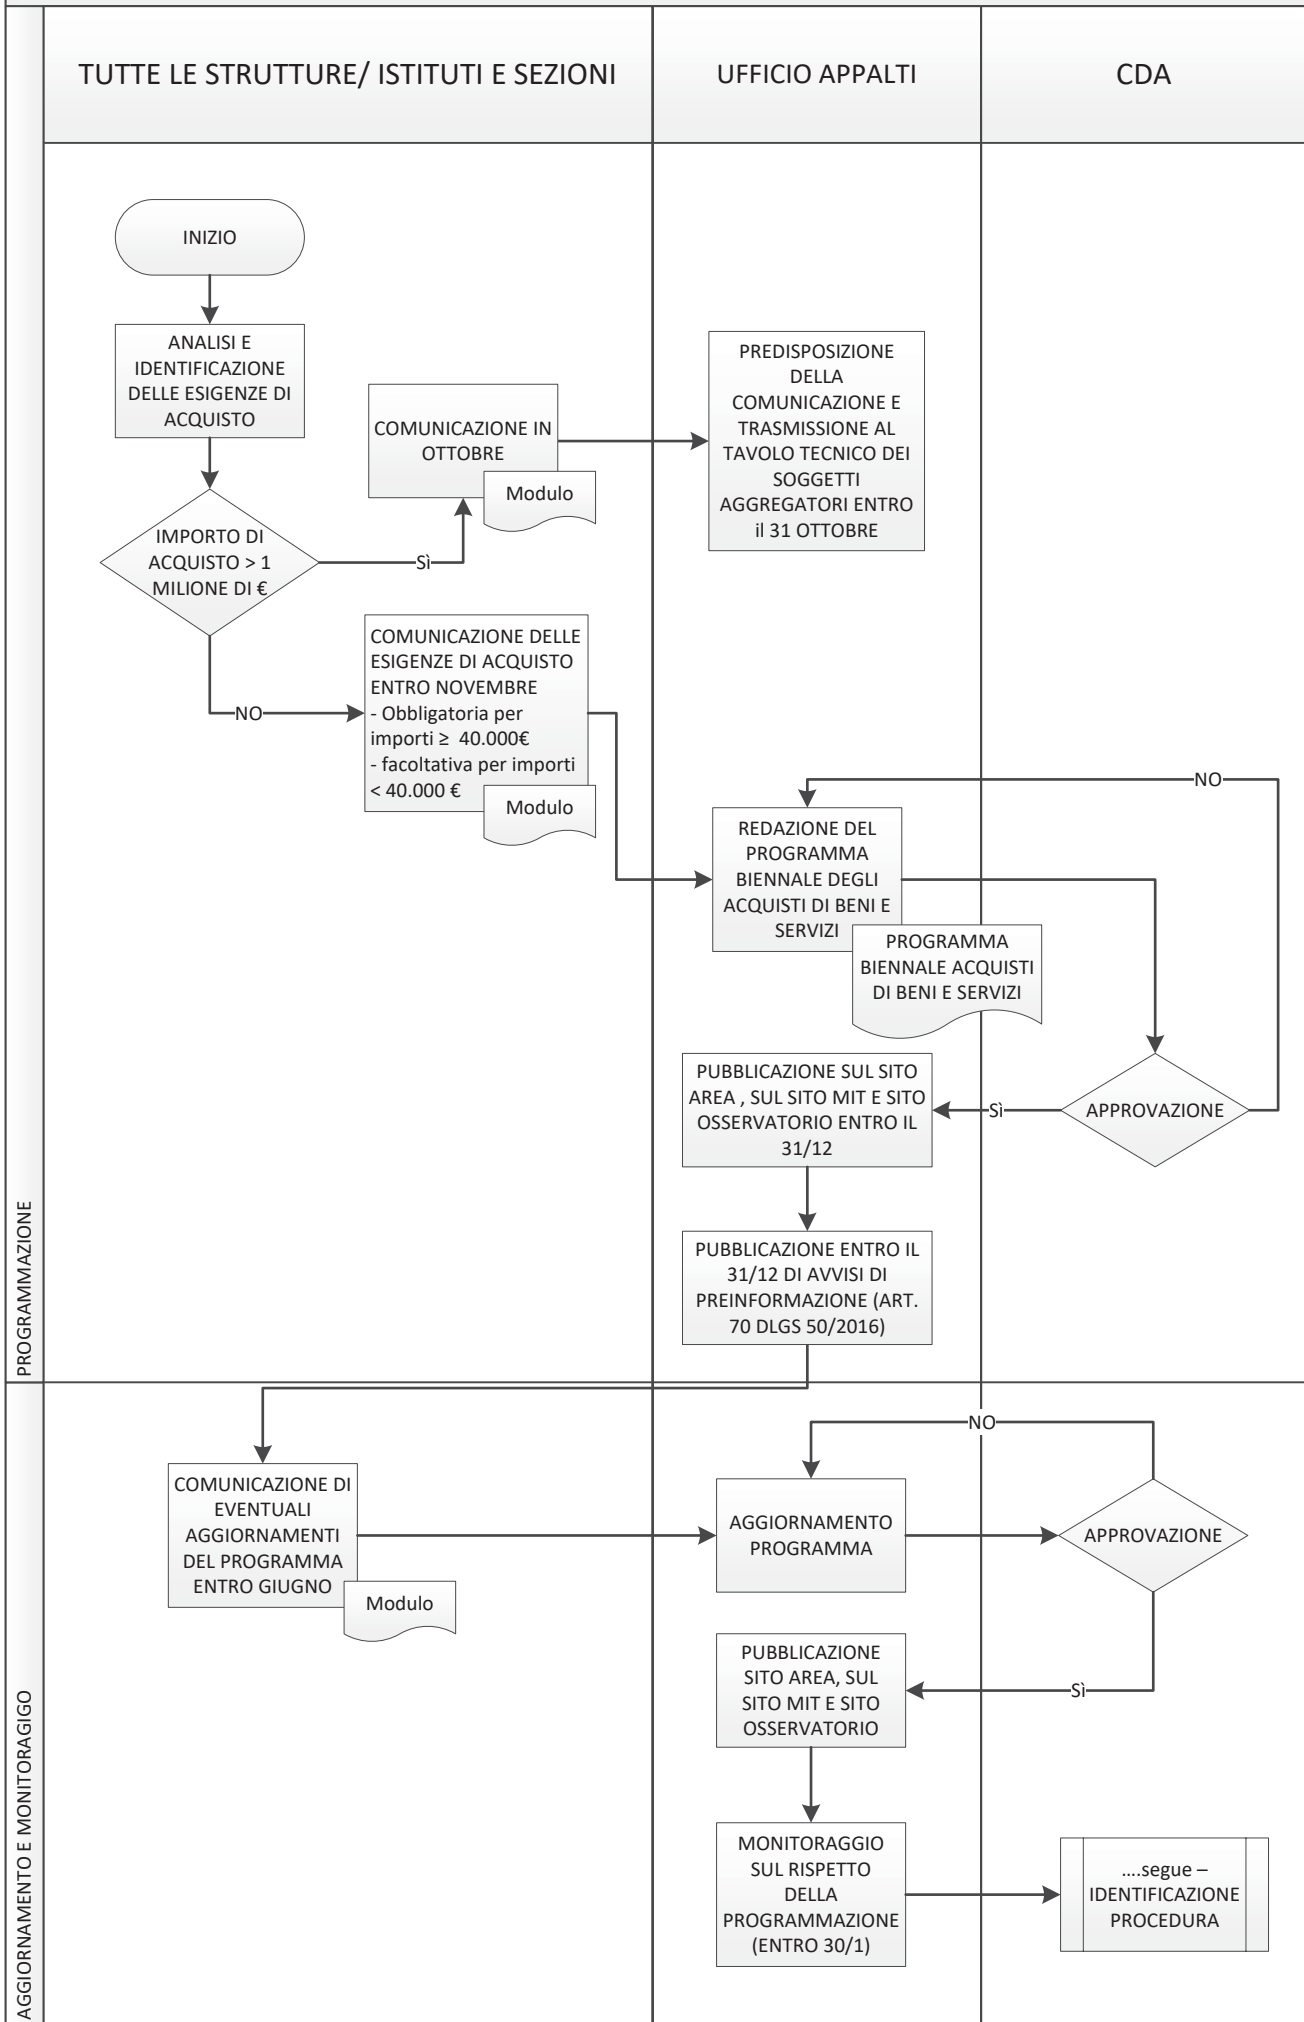 TUTTE LE STRUTTURE/ ISTITUTI E SEZIONI
UFFICIO APPALTI
CDA
PROGRAMMAZIONE
INIZIO
ANALISI E
IDENTIFICAZIONE
DELLE ESIGENZE DI
ACQUISTO
COMUNICAZIONE IN
OTTOBRE
Modulo
PREDISPOSIZIONE
DELLA
COMUNICAZIONE E
TRASMISSIONE AL
TAVOLO TECNICO DEI
SOGGETTI
AGGREGATORI ENTRO
il 31 OTTOBRE
IMPORTO DI
ACQUISTO > 1
MILIONE DI €
Sì
NO
COMUNICAZIONE DELLE
ESIGENZE DI ACQUISTO
ENTRO NOVEMBRE
- Obbligatoria per
importi ≥  40.000€
- facoltativa per importi
< 40.000 €
Modulo
NO
REDAZIONE DEL
PROGRAMMA
BIENNALE DEGLI
ACQUISTI DI BENI E
SERVIZI
PROGRAMMA
BIENNALE ACQUISTI
DI BENI E SERVIZI
APPROVAZIONE
Sì
PUBBLICAZIONE SUL SITO
AREA , SUL SITO MIT E SITO
OSSERVATORIO ENTRO IL
31/12
PUBBLICAZIONE ENTRO IL
31/12 DI AVVISI DI
PREINFORMAZIONE (ART.
70 DLGS 50/2016)
AGGIORNAMENTO E MONITORAGIGO
COMUNICAZIONE DI
EVENTUALI
AGGIORNAMENTI
DEL PROGRAMMA
ENTRO GIUGNO
Modulo
NO
AGGIORNAMENTO
PROGRAMMA
APPROVAZIONE
Sì
PUBBLICAZIONE
SITO AREA, SUL
SITO MIT E SITO
OSSERVATORIO
MONITORAGGIO
SUL RISPETTO
DELLA
PROGRAMMAZIONE
(ENTRO 30/1)
....segue –
IDENTIFICAZIONE
PROCEDURA